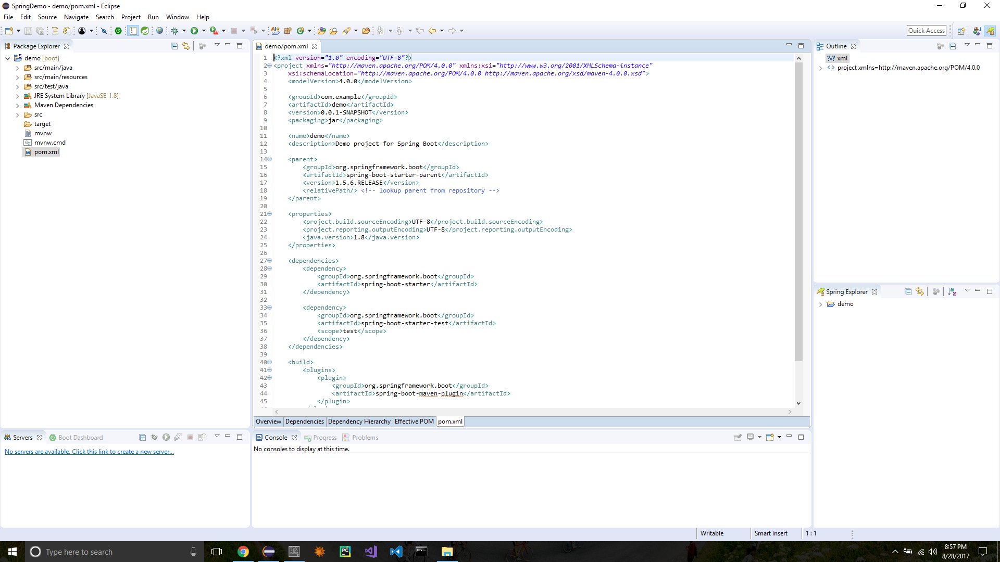 SpringDemo - demo/pom.xml - Eclipse
File Edit Source Navigate Search Project Run Window Help
Quick Access
Package Explorer
demo [boot]
src/main/java
src/main/resources
src/test/java
JRE System Library [JavaSE-1.8]
Maven Dependencies
src
target
mvnw
mvnw.cmd
pom.xml
demo/pom.xml
1 <?xml version="1.0" encoding="UTF-8"?>
2 <project xmlns="http://maven.apache.org/POM/4.0.0" xmlns:xsi="http://www.w3.org/2001/XMLSchema-instance"
3 xsi:schemaLocation="http://maven.apache.org/POM/4.0.0 http://maven.apache.org/xsd/maven-4.0.0.xsd">
4 <modelVersion>4.0.0</modelVersion>
5
6 <groupId>com.example</groupId>
7 <artifactId>demo</artifactId>
8 <version>0.0.1-SNAPSHOT</version>
9 <packaging>jar</packaging>
10
11 <name>demo</name>
12 <description>Demo project for Spring Boot</description>
13
14 <parent>
15 <groupId>org.springframework.boot</groupId>
16 <artifactId>spring-boot-starter-parent</artifactId>
17 <version>1.5.6.RELEASE</version>
18 <relativePath/> <!-- lookup parent from repository -->
19 </parent>
20
21 <properties>
22 <project.build.sourceEncoding>UTF-8</project.build.sourceEncoding>
23 <project.reporting.outputEncoding>UTF-8</project.reporting.outputEncoding>
24 <java.version>1.8</java.version>
25 </properties>
26
27 <dependencies>
28 <dependency>
29 <groupId>org.springframework.boot</groupId>
30 <artifactId>spring-boot-starter</artifactId>
31 </dependency>
32
33 <dependency>
34 <groupId>org.springframework.boot</groupId>
35 <artifactId>spring-boot-starter-test</artifactId>
36 <scope>test</scope>
37 </dependency>
38 </dependencies>
39
40 <build>
41 <plugins>
42 <plugin>
43 <groupId>org.springframework.boot</groupId>
44 <artifactId>spring-boot-maven-plugin</artifactId>
45 </plugin>
Overview Dependencies Dependency Hierarchy Effective POM pom.xml
Outline
?-? xml
<> project xmlns=http://maven.apache.org/POM/4.0.0
Spring Explorer
demo
Servers Boot Dashboard
No servers are available. Click this link to create a new server...
Console Progress Problems
No consoles to display at this time.
Writable Smart Insert 1 : 1
Type here to search
8:57 PM
8/28/2017